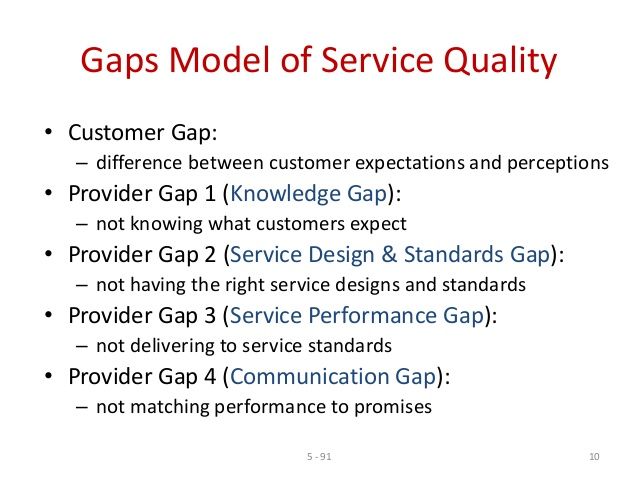 Gaps Model of Service Quality
• Customer Gap:
– difference between customer expectations and perceptions
• Provider Gap 1 (Knowledge Gap):
– not knowing what customers expect
• Provider Gap 2 (Service Design & Standards Gap):
– not having the right service designs and standards
• Provider Gap 3 (Service Performance Gap):
– not delivering to service standards
• Provider Gap 4 (Communication Gap):
– not matching performance to promises
5 - 91
10